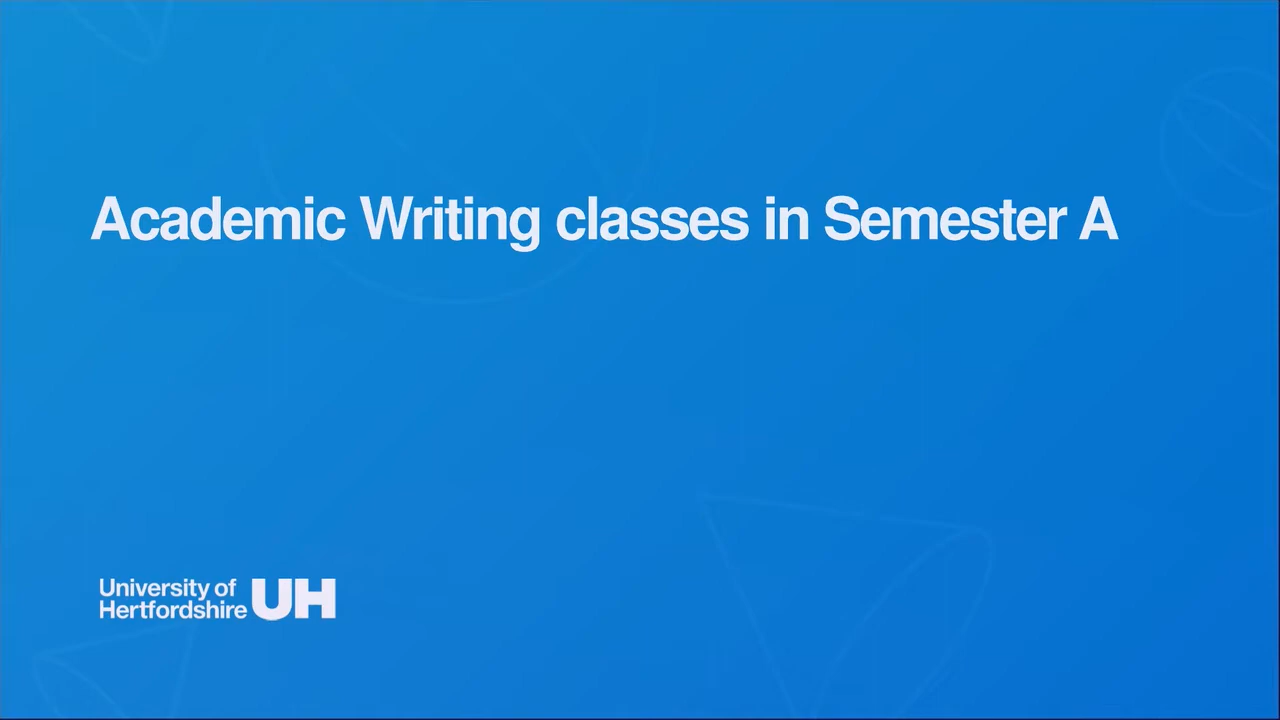 Academic Writing classes in Semester A
University of
Hertfordshire UH